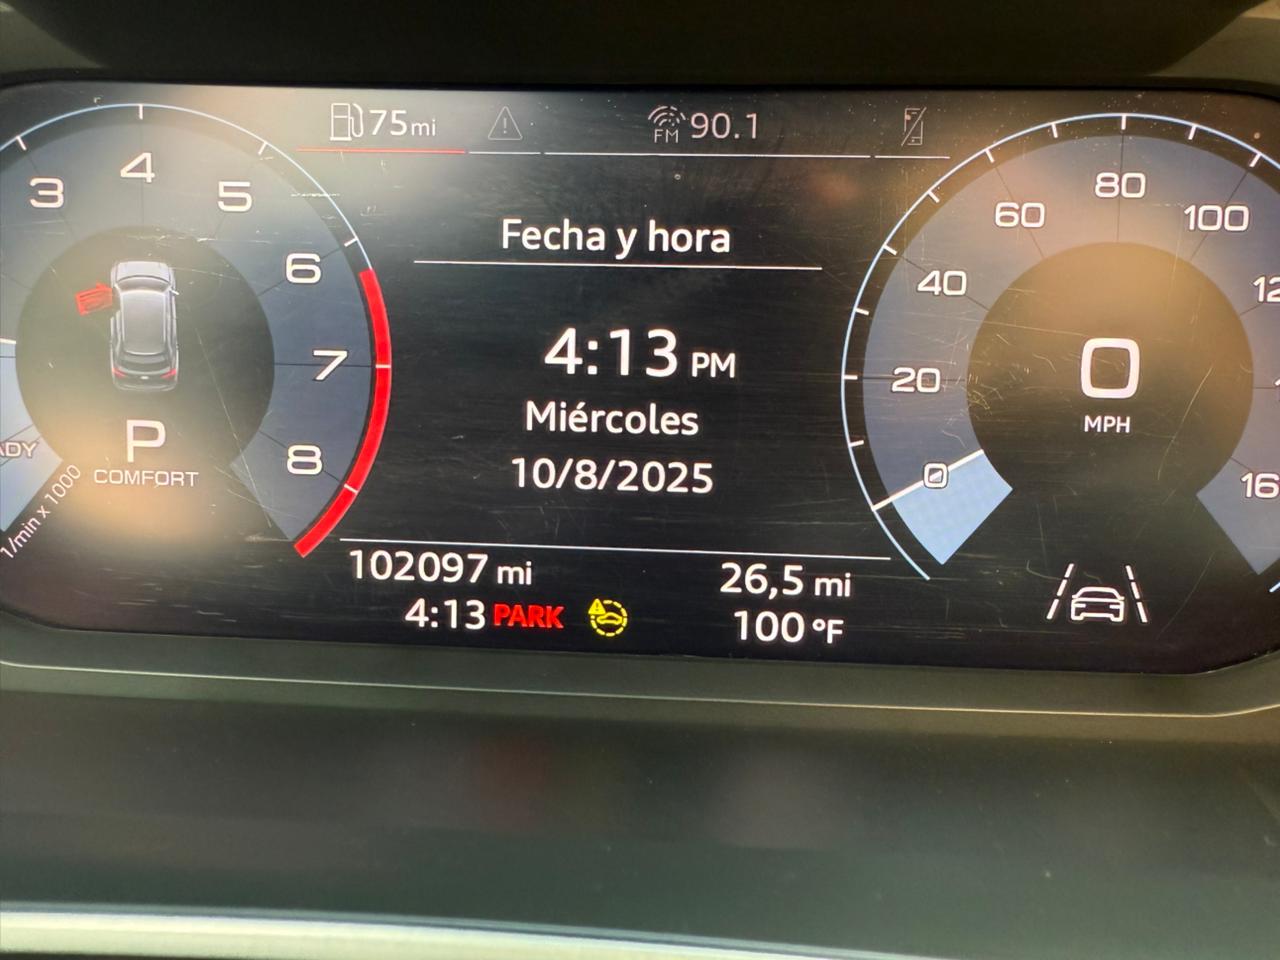 75 mi
FM 90.1
3
4
5
6
7
8
P
COMFORT
1/min x 1000
Fecha y hora
4:13 PM
Miércoles
10/8/2025
102097 mi
4:13 PARK
26,5 mi
100 °F
0
20
40
60
80
100
0
MPH